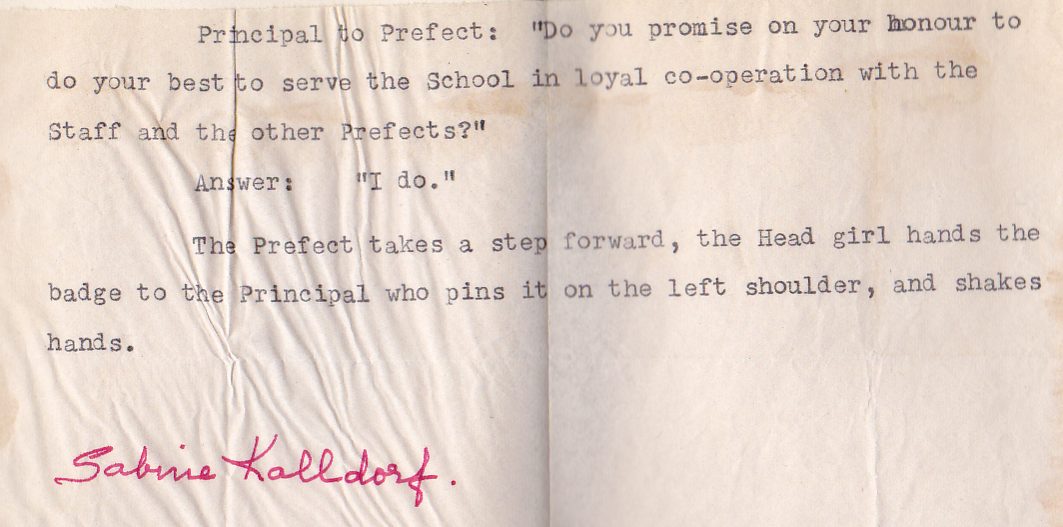 Principal to Prefect: "Do you promise on your honour to
do your best to serve the School in loyal co-operation with the
Staff and the other Prefects?"
Answer: "I do."
The Prefect takes a step forward, the Head girl hands the
badge to the Principal who pins it on the left shoulder, and shakes
hands.
Sabine Kalldorf.